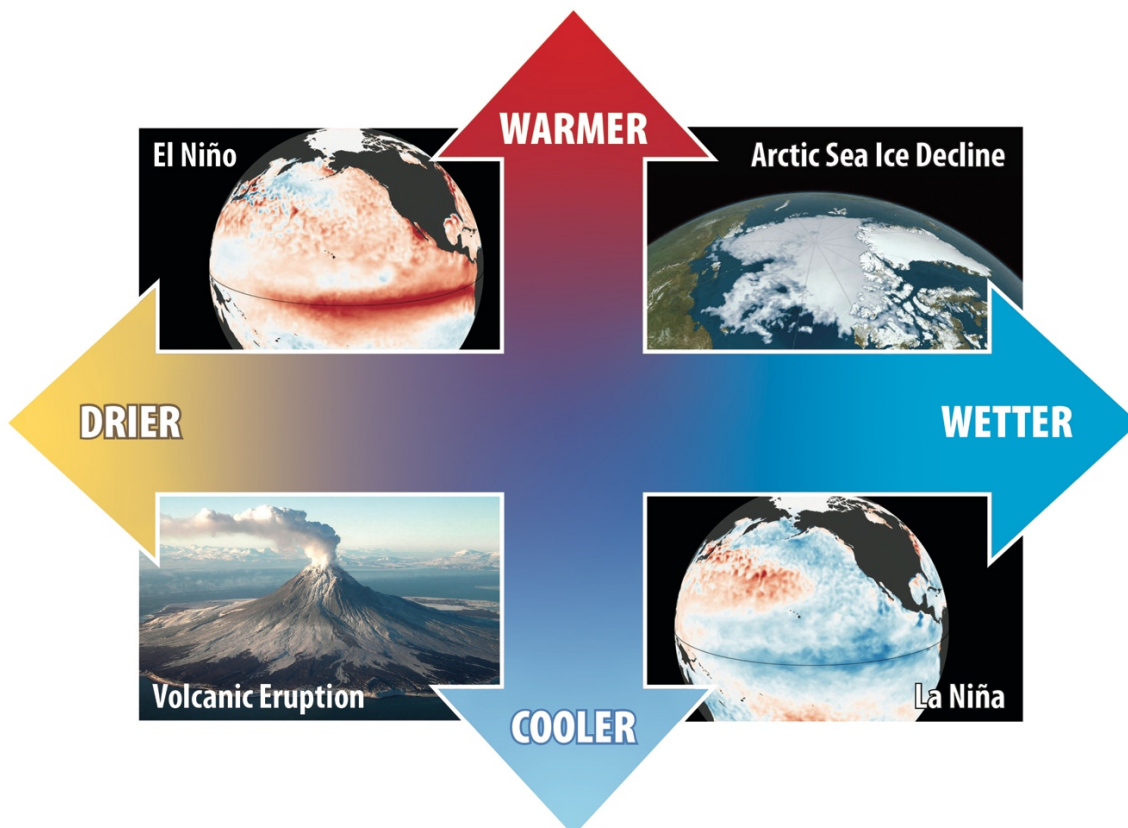 WARMER
El Niño
Arctic Sea Ice Decline
DRIER
WETTER
Volcanic Eruption
La Niña
COOLER